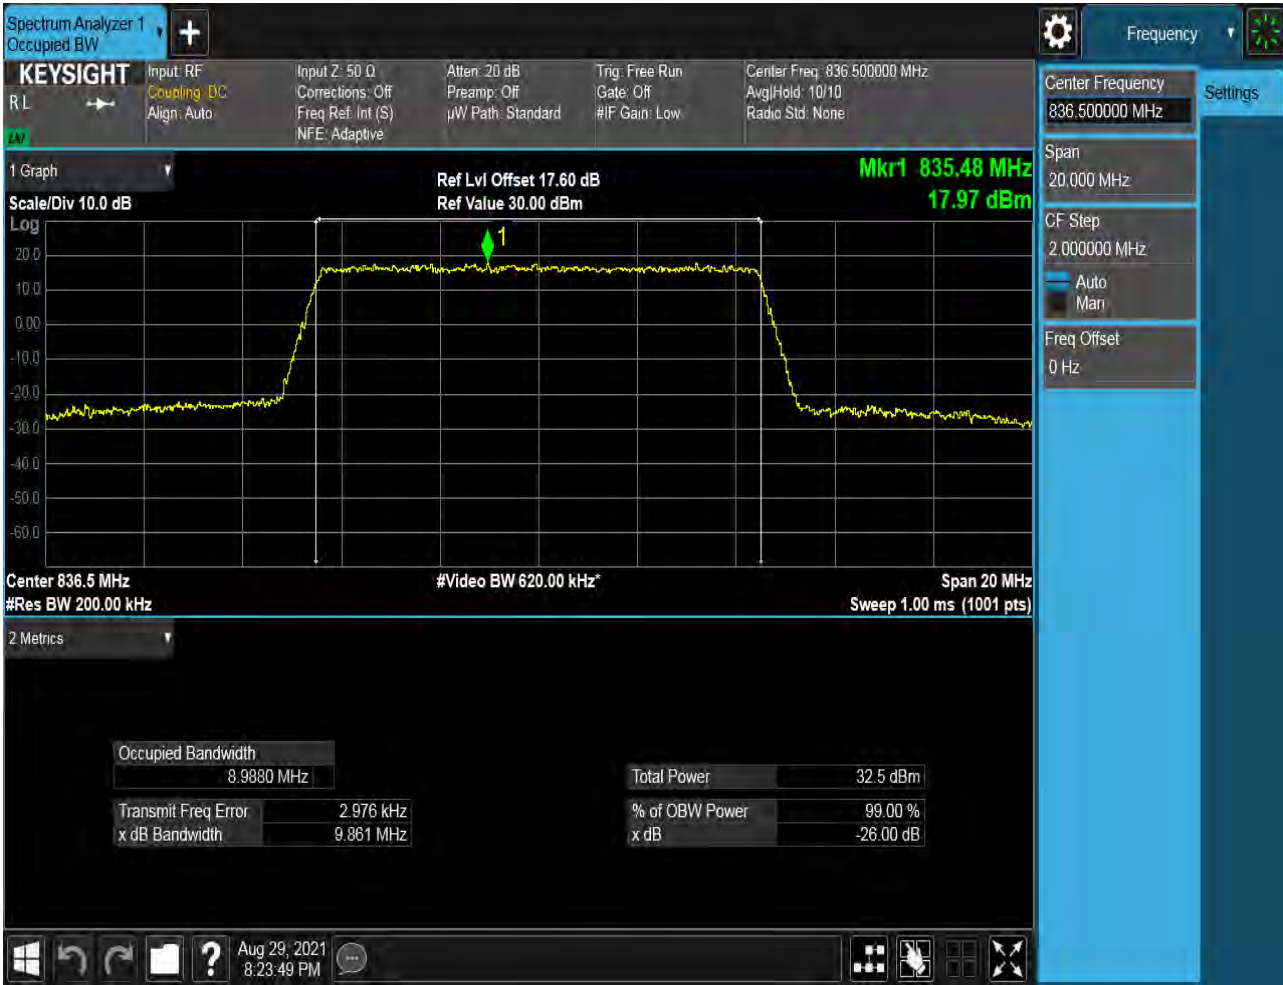 Spectrum Analyzer 1
Occupied BW
Frequency
KEYSIGHT
R L
Input: RF
Coupling: DC
Align: Auto
Input Z: 50 Ω
Corrections: Off
Freq Ref: Int (S)
NFE: Adaptive
Atten: 20 dB
Preamp: Off
µW Path: Standard
Trig: Free Run
Gate: Off
#IF Gain: Low
Center Freq: 836.500000 MHz
Avg|Hold: 10/10
Radio Std: None
Center Frequency
836.500000 MHz
Settings
Span
20.000 MHz
CF Step
2.000000 MHz
Auto
Man
Freq Offset
0 Hz
1 Graph
Scale/Div 10.0 dB
Log
Ref Lvl Offset 17.60 dB
Ref Value 30.00 dBm
Mkr1 835.48 MHz
17.97 dBm
1
20.0
10.0
0.00
-10.0
-20.0
-30.0
-40.0
-50.0
-60.0
Center 836.5 MHz
#Res BW 200.00 kHz
#Video BW 620.00 kHz*
Span 20 MHz
Sweep 1.00 ms (1001 pts)
2 Metrics
Occupied Bandwidth
8.9880 MHz
Transmit Freq Error 2.976 kHz
x dB Bandwidth 9.861 MHz
Total Power 32.5 dBm
% of OBW Power 99.00 %
x dB -26.00 dB
?
Aug 29, 2021
8:23:49 PM